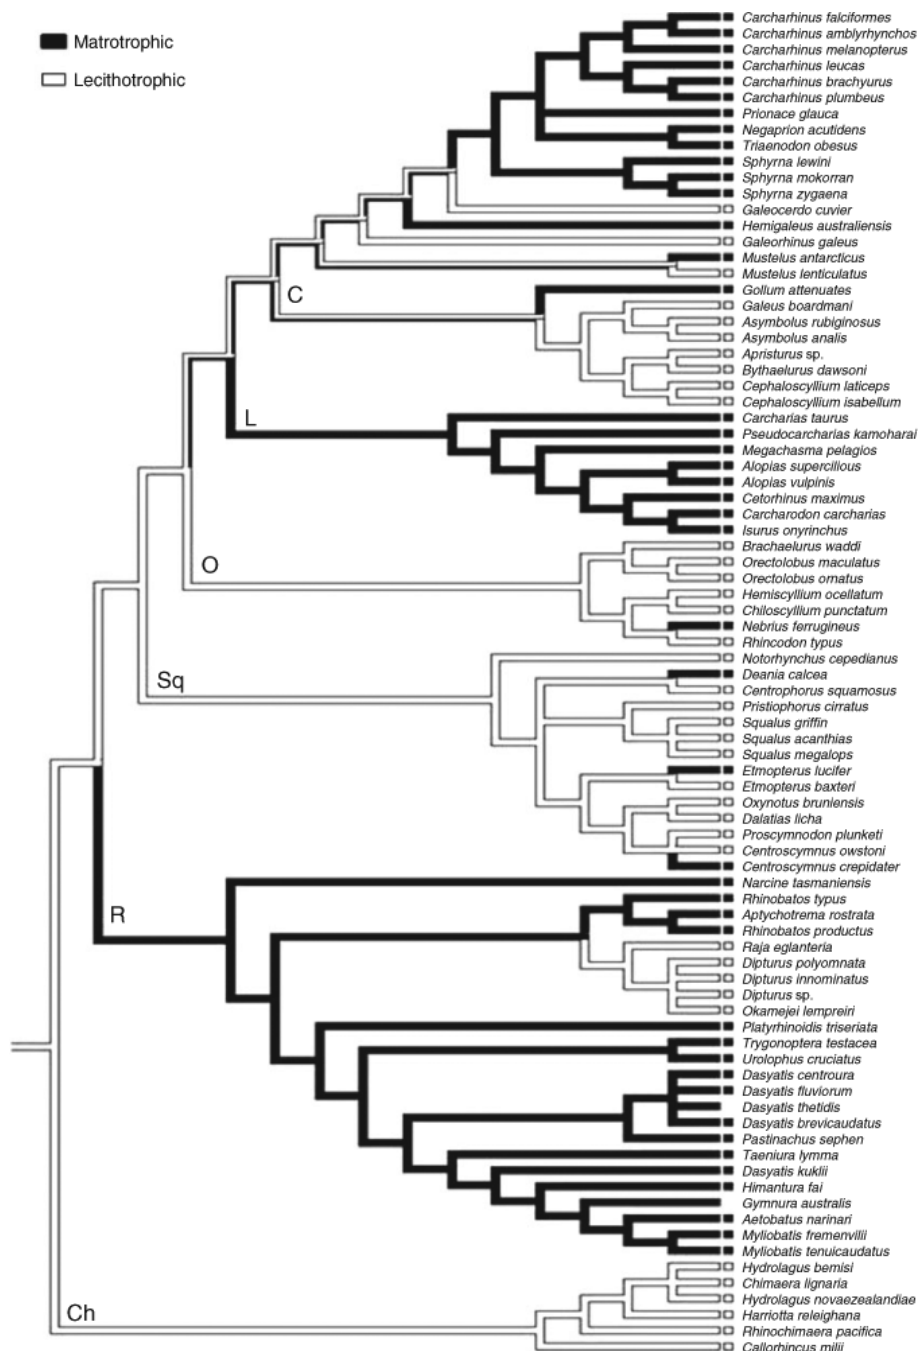 Matrotrophic
Lecithotrophic
Carcharhinus falciformes
Carcharhinus amblyrhynchos
Carcharhinus melanopterus
Carcharhinus leucas
Carcharhinus brachyurus
Carcharhinus plumbeus
Prionace glauca
Negaprion acutidens
Triaenodon obesus
Sphyrna lewini
Sphyrna mokorran
Sphyrna zygaena
Galeocerdo cuvier
Hemigaleus australiensis
Galeorhinus galeus
Mustelus antarcticus
Mustelus lenticulatus
C
Gollum attenuates
Galeus boardmani
Asymbolus rubiginosus
Asymbolus analis
Apristurus sp.
Bythaelurus dawsoni
Cephaloscyllium laticeps
Cephaloscyllium isabellum
L
Carcharias taurus
Pseudocarcharias kamoharai
Megachasma pelagios
Alopias supercilious
Alopias vulpinis
Cetorhinus maximus
Carcharodon carcharias
Isurus onyrinchus
Brachaelurus waddi
O
Orectolobus maculatus
Orectolobus ornatus
Hemiscyllium ocellatum
Chiloscyllium punctatum
Nebrius ferrugineus
Rhincodon typus
Notorhynchus cepedianus
Sq
Deania calcea
Centrophorus squamosus
Pristiophorus cirratus
Squalus griffin
Squalus acanthias
Squalus megalops
Etmopterus lucifer
Etmopterus baxteri
Oxynotus bruniensis
Dalatias licha
Proscymnodon plunketi
Centroscymnus owstoni
Centroscymnus crepidater
Narcine tasmaniensis
Rhinobatos typus
R
Aptychotrema rostrata
Rhinobatos productus
Raja eglanteria
Dipturus polyomnata
Dipturus innominatus
Dipturus sp.
Okamejei lempreiri
Platyrhinoidis triseriata
Trygonoptera testacea
Urolophus cruciatus
Dasyatis centroura
Dasyatis fluviorum
Dasyatis thetidis
Dasyatis brevicaudatus
Pastinachus sephen
Taeniura lymma
Dasyatis kuklii
Himantura fai
Gymnura australis
Aetobatus narinari
Myliobatis fremenvilii
Myliobatis tenuicaudatus
Hydrolagus bemisi
Chimaera lignaria
Hydrolagus novaezealandiae
Ch
Harriotta releighana
Rhinochimaera pacifica
Callorhincus milii